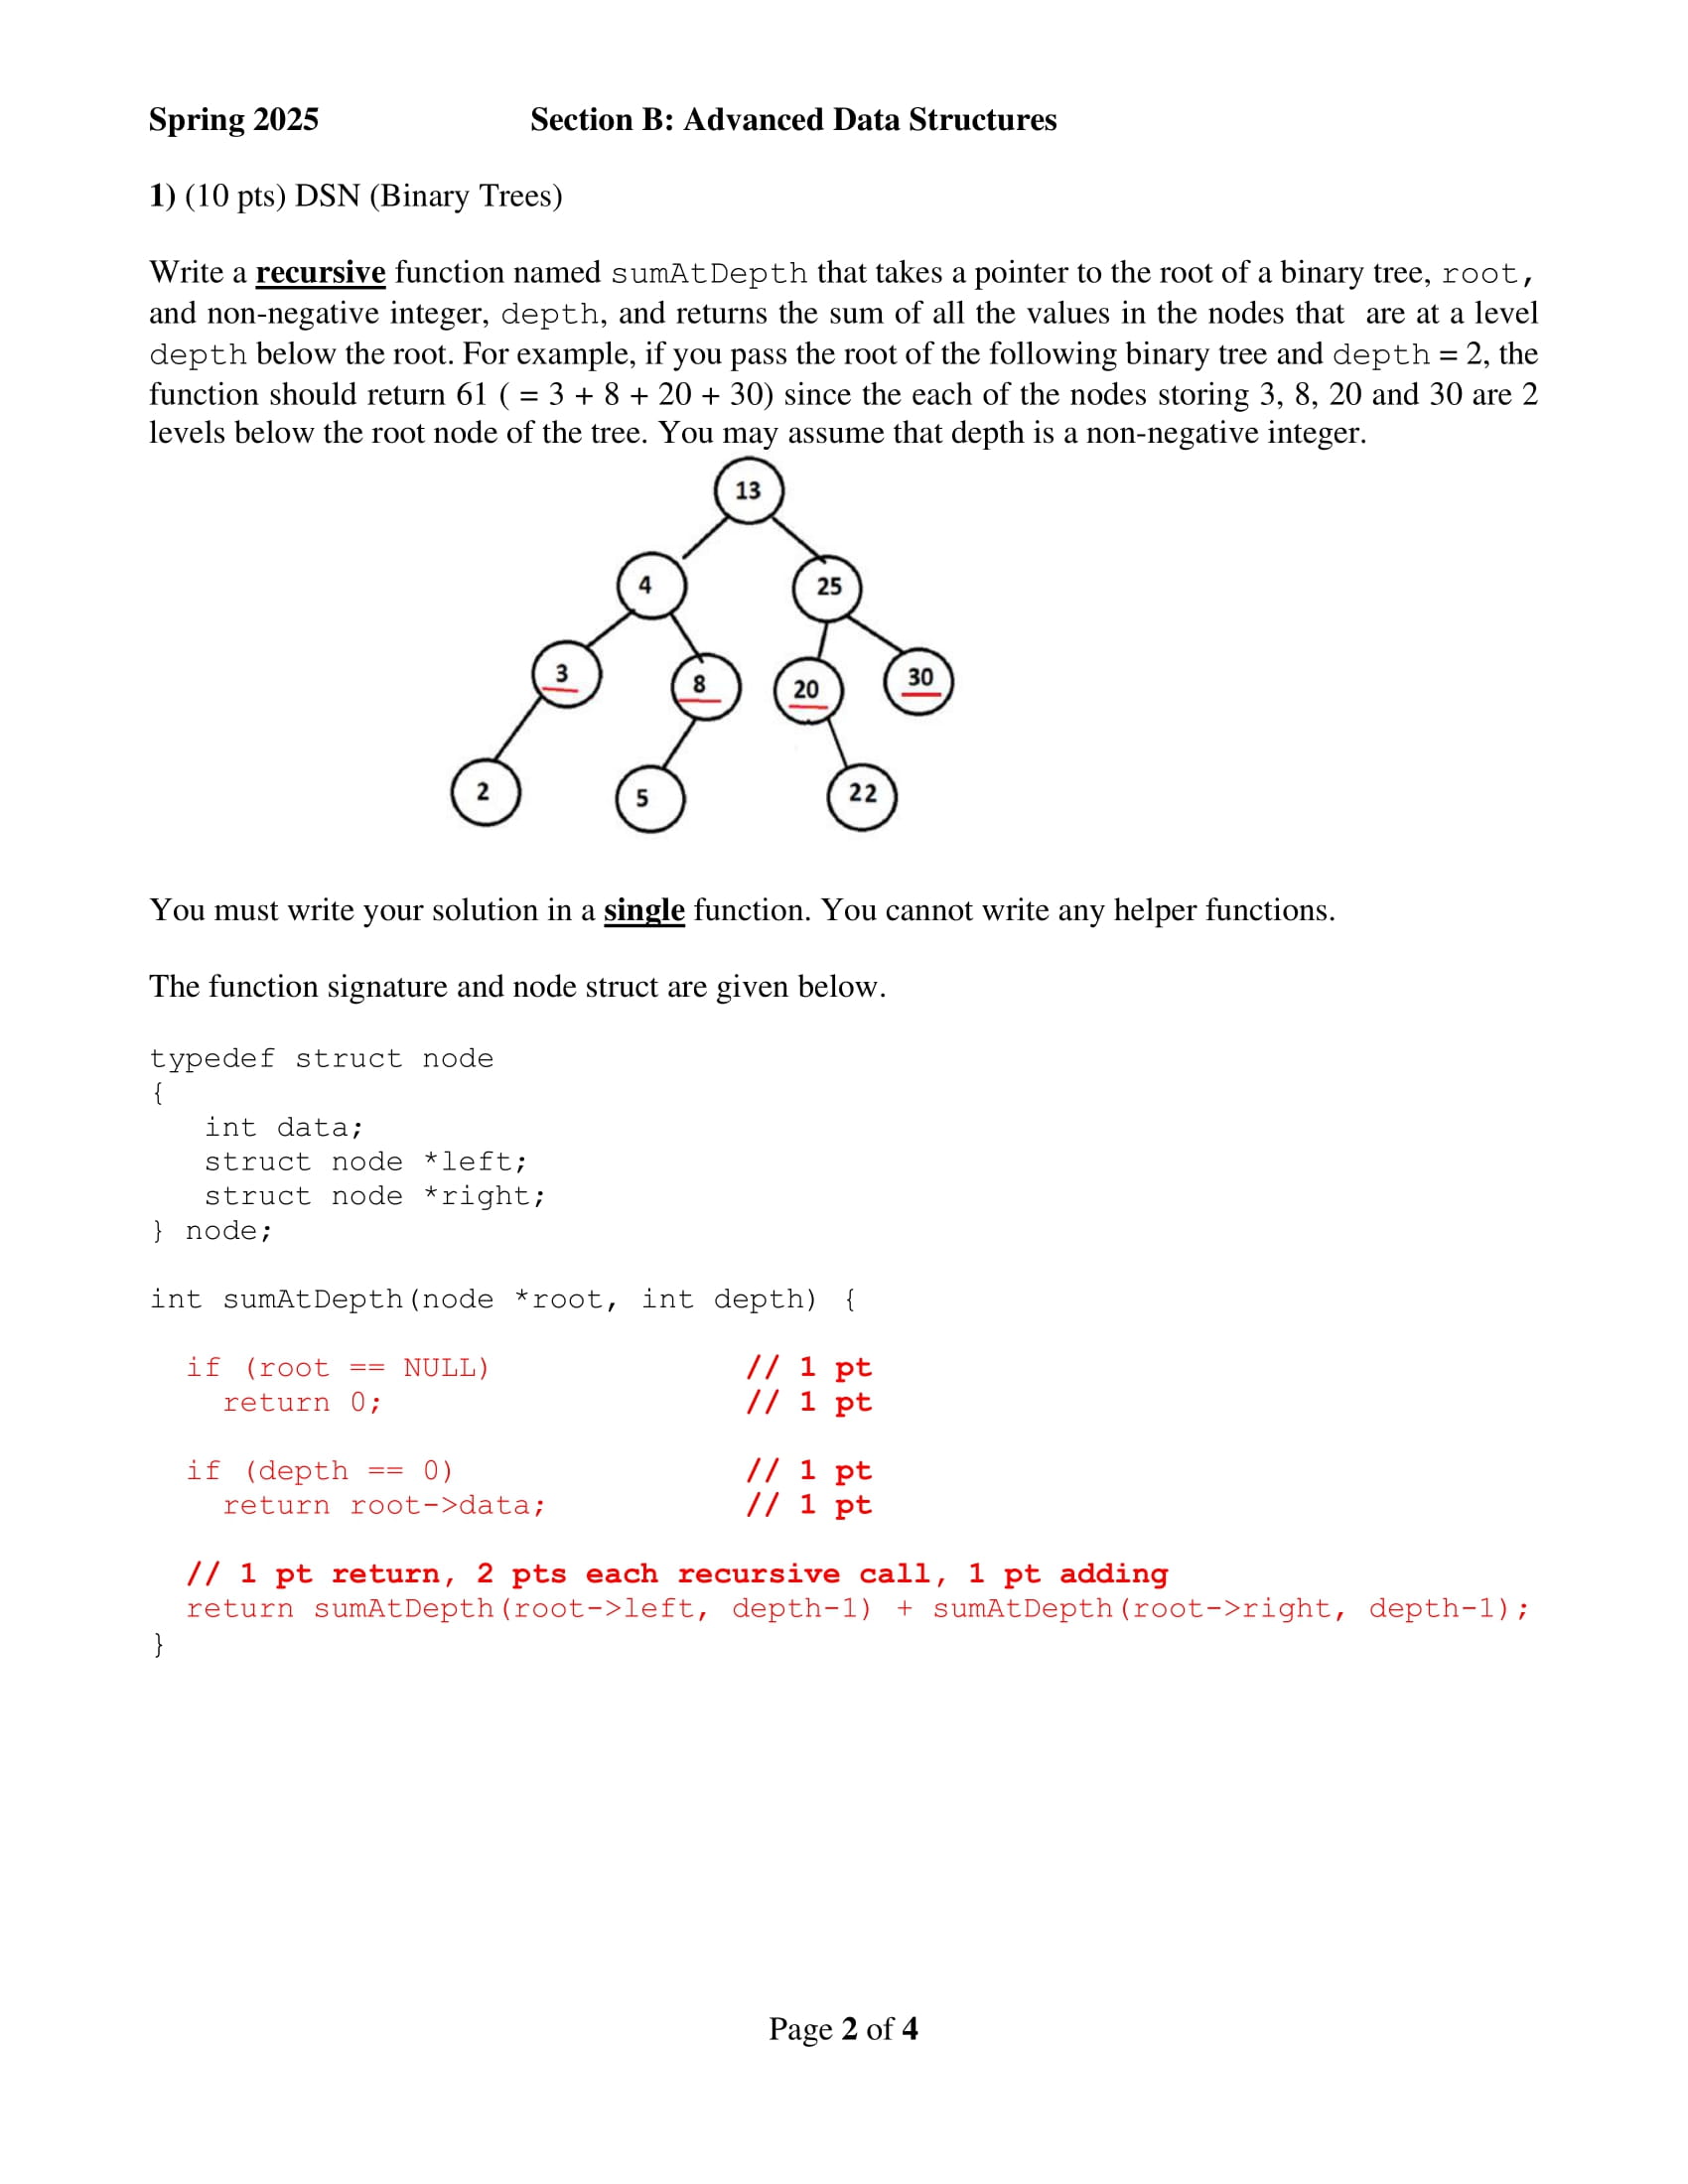 Spring 2025 Section B: Advanced Data Structures
1) (10 pts) DSN (Binary Trees)
Write a recursive function named sumAtDepth that takes a pointer to the root of a binary tree, root,
and non-negative integer, depth, and returns the sum of all the values in the nodes that are at a level
depth below the root. For example, if you pass the root of the following binary tree and depth = 2, the
function should return 61 ( = 3 + 8 + 20 + 30) since the each of the nodes storing 3, 8, 20 and 30 are 2
levels below the root node of the tree. You may assume that depth is a non-negative integer.
13
4 25
3 8 20 30
2 5 22
You must write your solution in a single function. You cannot write any helper functions.
The function signature and node struct are given below.
typedef struct node
{
int data;
struct node *left;
struct node *right;
} node;
int sumAtDepth(node *root, int depth) {
if (root == NULL) // 1 pt
return 0; // 1 pt
if (depth == 0) // 1 pt
return root->data; // 1 pt
// 1 pt return, 2 pts each recursive call, 1 pt adding
return sumAtDepth(root->left, depth-1) + sumAtDepth(root->right, depth-1);
}
Page 2 of 4